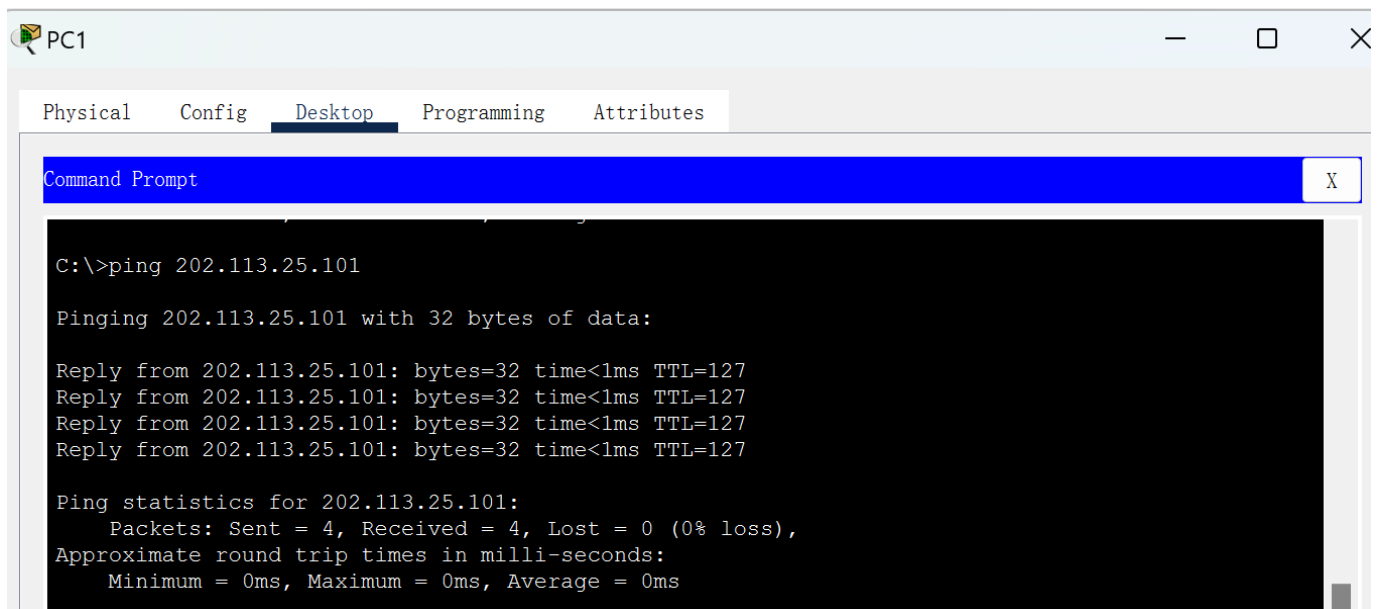 PC1
Physical Config Desktop Programming Attributes
Command Prompt
X
C:\>ping 202.113.25.101
Pinging 202.113.25.101 with 32 bytes of data:
Reply from 202.113.25.101: bytes=32 time<1ms TTL=127
Reply from 202.113.25.101: bytes=32 time<1ms TTL=127
Reply from 202.113.25.101: bytes=32 time<1ms TTL=127
Reply from 202.113.25.101: bytes=32 time<1ms TTL=127
Ping statistics for 202.113.25.101:
Packets: Sent = 4, Received = 4, Lost = 0 (0% loss),
Approximate round trip times in milli-seconds:
Minimum = 0ms, Maximum = 0ms, Average = 0ms